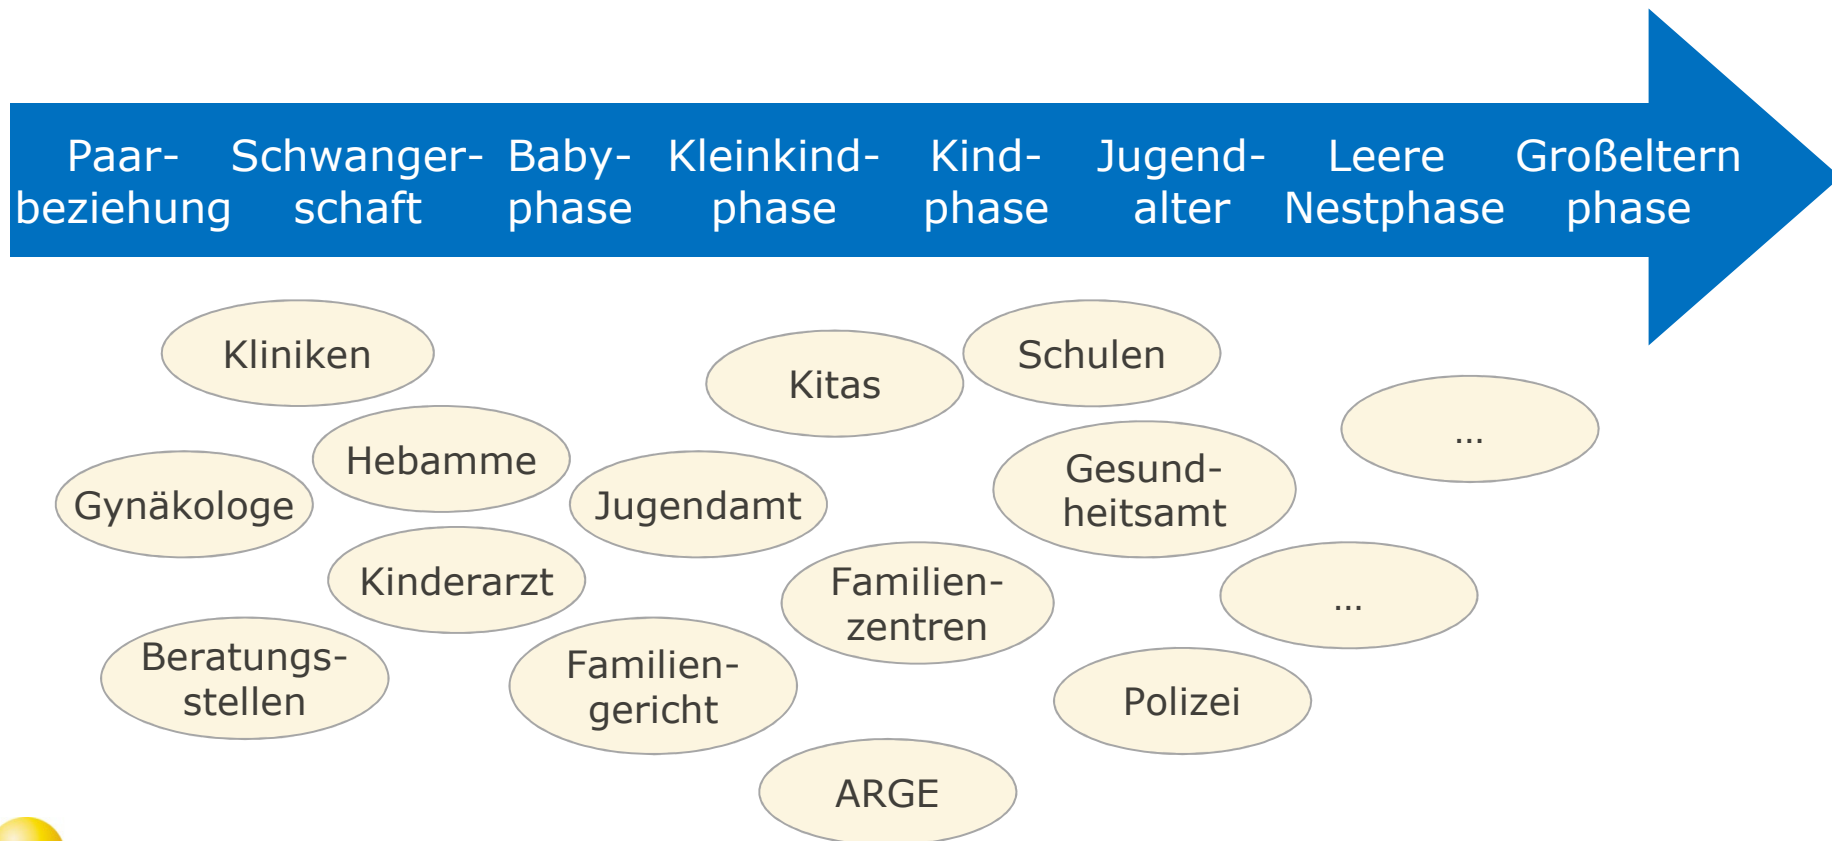 Paar-
beziehung
Schwanger-
schaft
Baby-
phase
Kleinkind-
phase
Kind-
phase
Jugend-
alter
Leere
Nestphase
Großeltern
phase
Kliniken
Kitas
Schulen
...
Hebamme
Gynäkologe
Jugendamt
Gesund-
heitsamt
Kinderarzt
Familien-
zentren
...
Beratungs-
stellen
Familien-
gericht
Polizei
ARGE